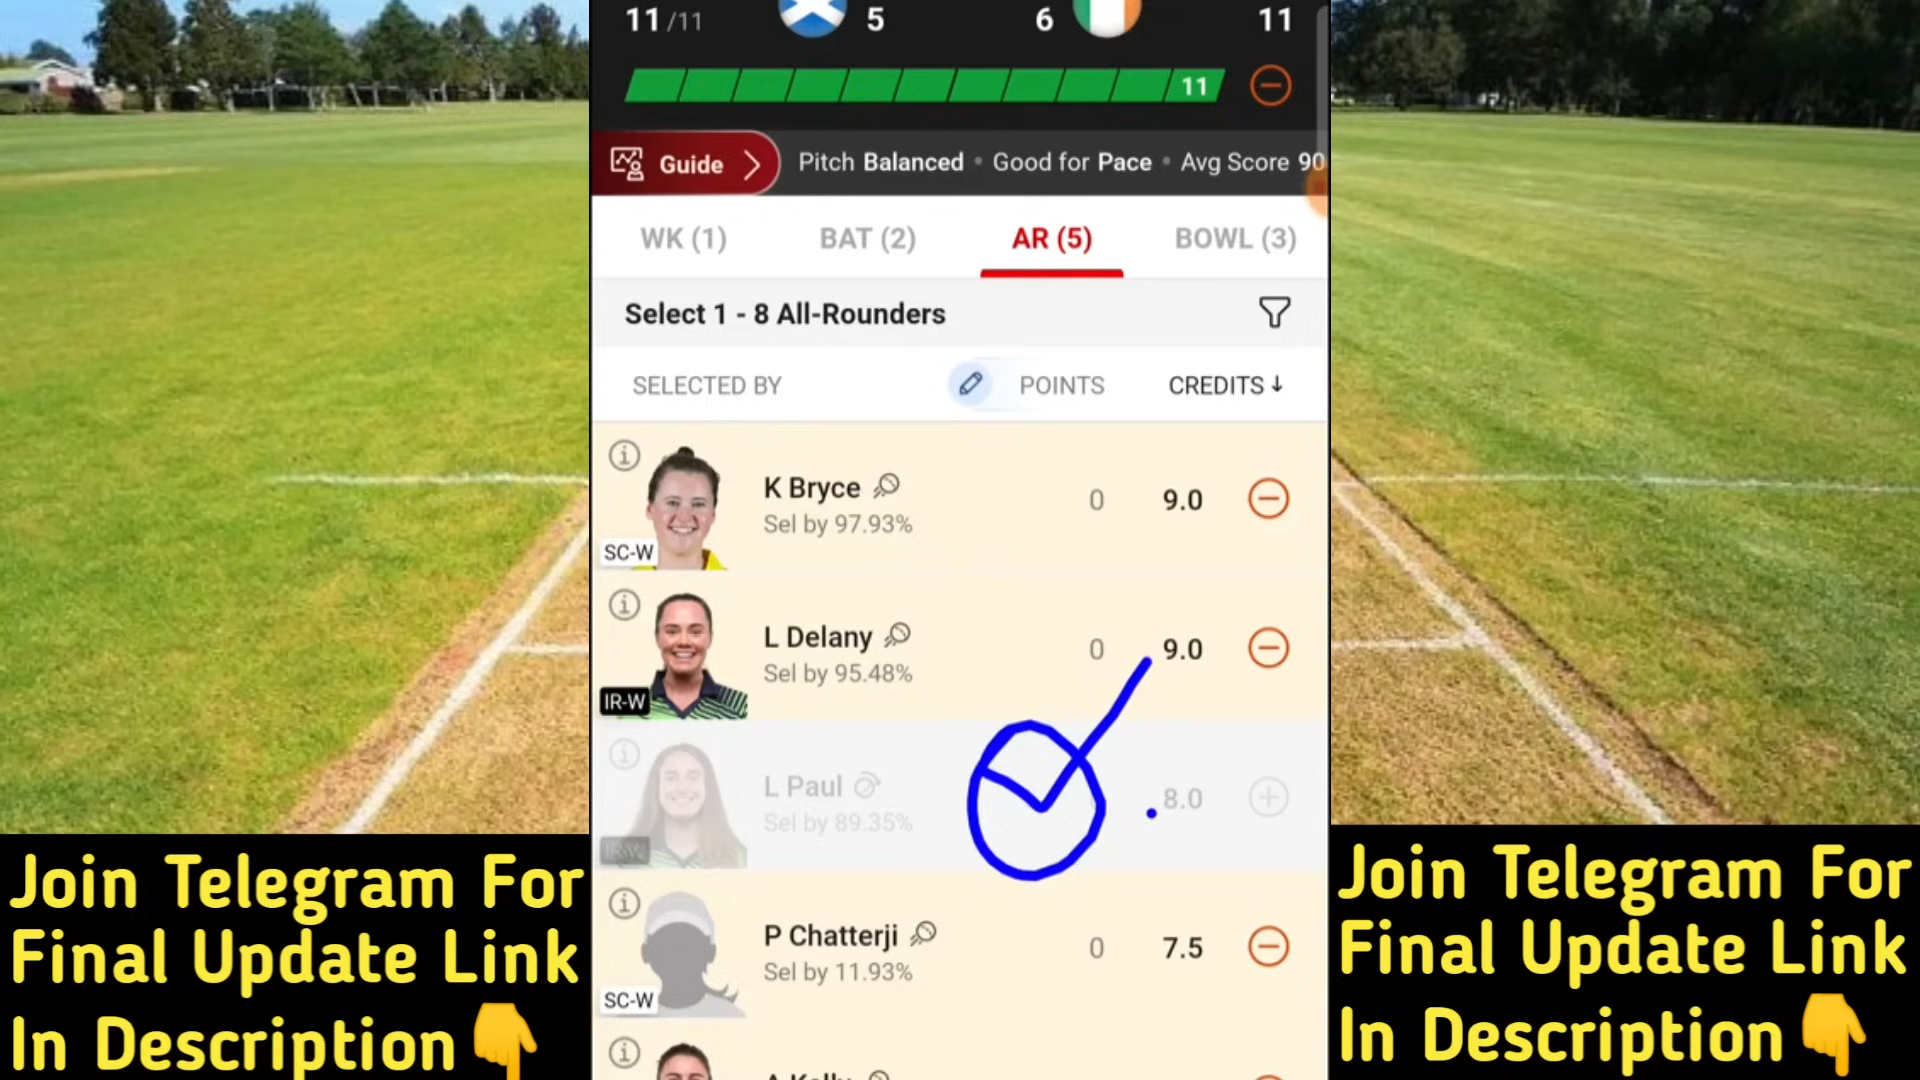 11 /11
5
6
11
11
Guide
Pitch Balanced • Good for Pace • Avg Score 90
WK (1)
BAT (2)
AR (5)
BOWL (3)
Select 1 - 8 All-Rounders
SELECTED BY
POINTS
CREDITS ↓
K Bryce
0
9.0
Sel by 97.93%
SC-W
L Delany
0
9.0
Sel by 95.48%
IR-W
L Paul
8.0
Sel by 89.35%
IR-W
P Chatterji
0
7.5
Sel by 11.93%
SC-W
Join Telegram For
Final Update Link
In Description👇
Join Telegram For
Final Update Link
In Description👇